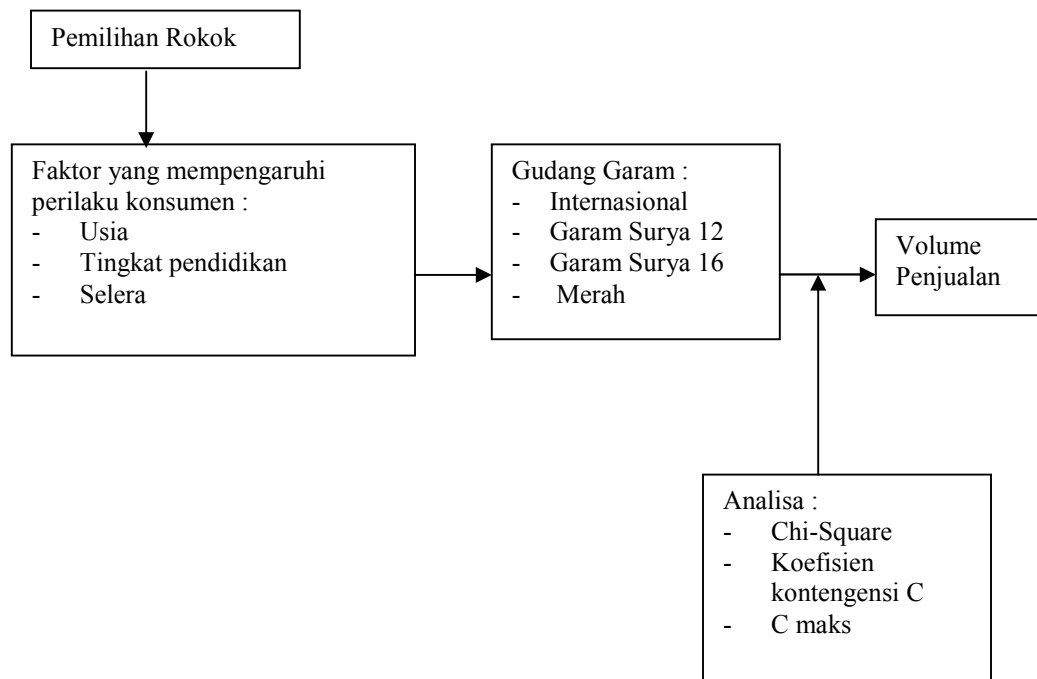 Pemilihan Rokok
Faktor yang mempengaruhi
perilaku konsumen :
- Usia
- Tingkat pendidikan
- Selera
Gudang Garam :
- Internasional
- Garam Surya 12
- Garam Surya 16
- Merah
Volume
Penjualan
Analisa :
- Chi-Square
- Koefisien
kontengensi C
- C maks